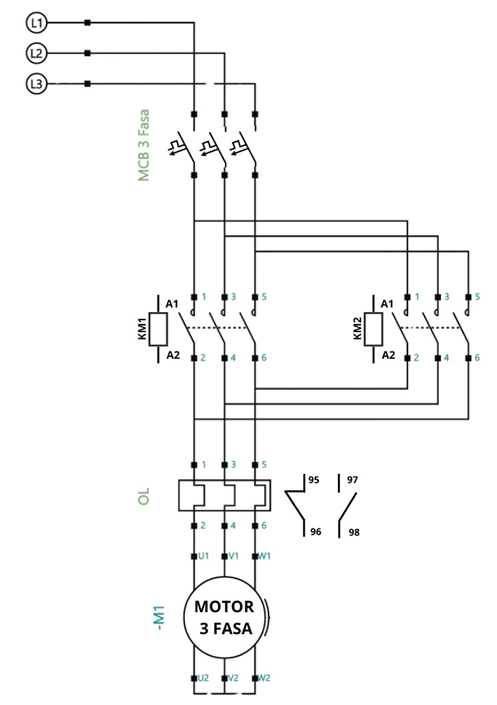 L1
L2
L3
MCB 3 Fasa
A1 1 3 5
KM1
A2 2 4 6
A1 1 3 5
KM2
A2 2 4 6
1 3 5
OL
95 97
96 98
2 4 6
U1 V1 W1
-M1
MOTOR
3 FASA
U2 V2 W2